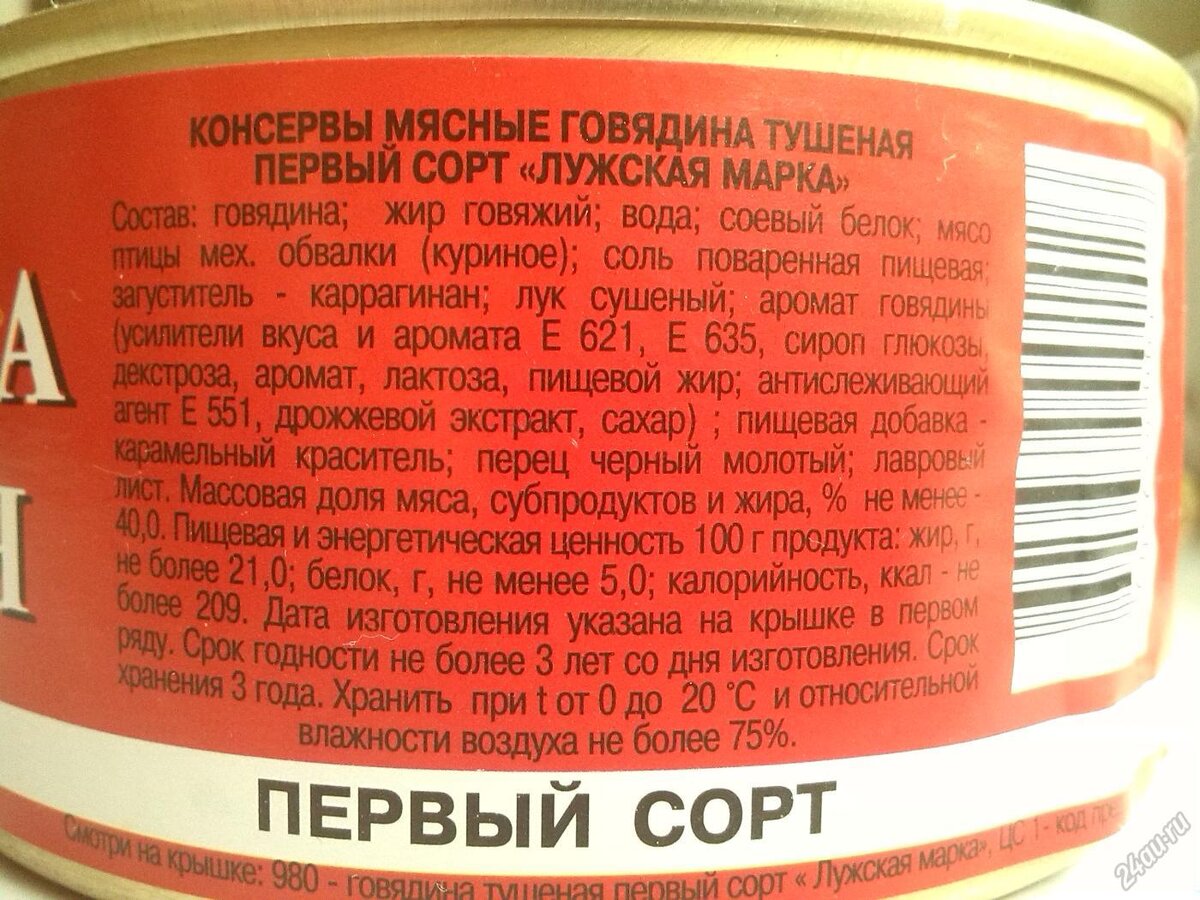 А
Я
КОНСЕРВЫ МЯСНЫЕ ГОВЯДИНА ТУШЕНАЯ
ПЕРВЫЙ СОРТ «ЛУЖСКАЯ МАРКА»
Состав: говядина; жир говяжий; вода; соевый белок; мясо
птицы мех. обвалки (куриное); соль поваренная пищевая;
загуститель - каррагинан; лук сушеный; аромат говядины
(усилители вкуса и аромата Е 621, Е 635, сироп глюкозы,
декстроза, аромат, лактоза, пищевой жир; антислеживающий
агент Е 551, дрожжевой экстракт, сахар) ; пищевая добавка -
карамельный краситель; перец черный молотый; лавровый
лист. Массовая доля мяса, субпродуктов и жира, % не менее -
40,0. Пищевая и энергетическая ценность 100 г продукта: жир, г,
не более 21,0; белок, г, не менее 5,0; калорийность, ккал - не
более 209. Дата изготовления указана на крышке в первом
ряду. Срок годности не более 3 лет со дня изготовления. Срок
хранения 3 года. Хранить при t от 0 до 20 °С и относительной
влажности воздуха не более 75%.
ПЕРВЫЙ СОРТ
Смотри на крышке: 980 - говядина тушеная первый сорт « Лужская марка», ЦС 1 - код
24au.ru